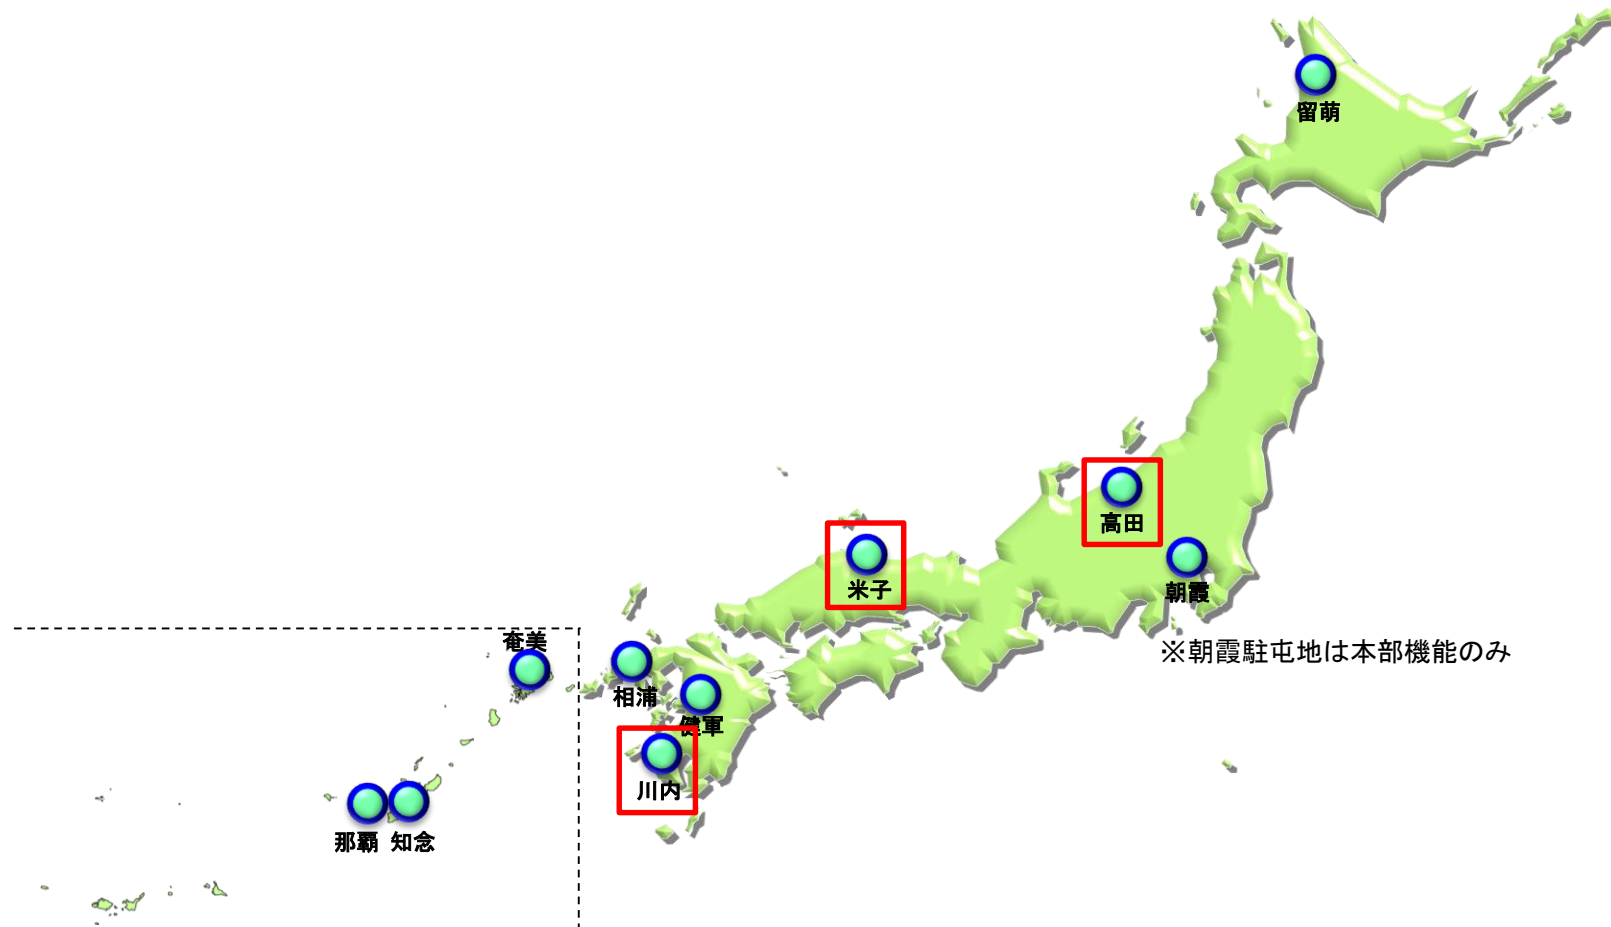 留萌
高田
米子
朝霞
※朝霞駐屯地は本部機能のみ
奄美
相浦
健軍
川内
那覇
知念